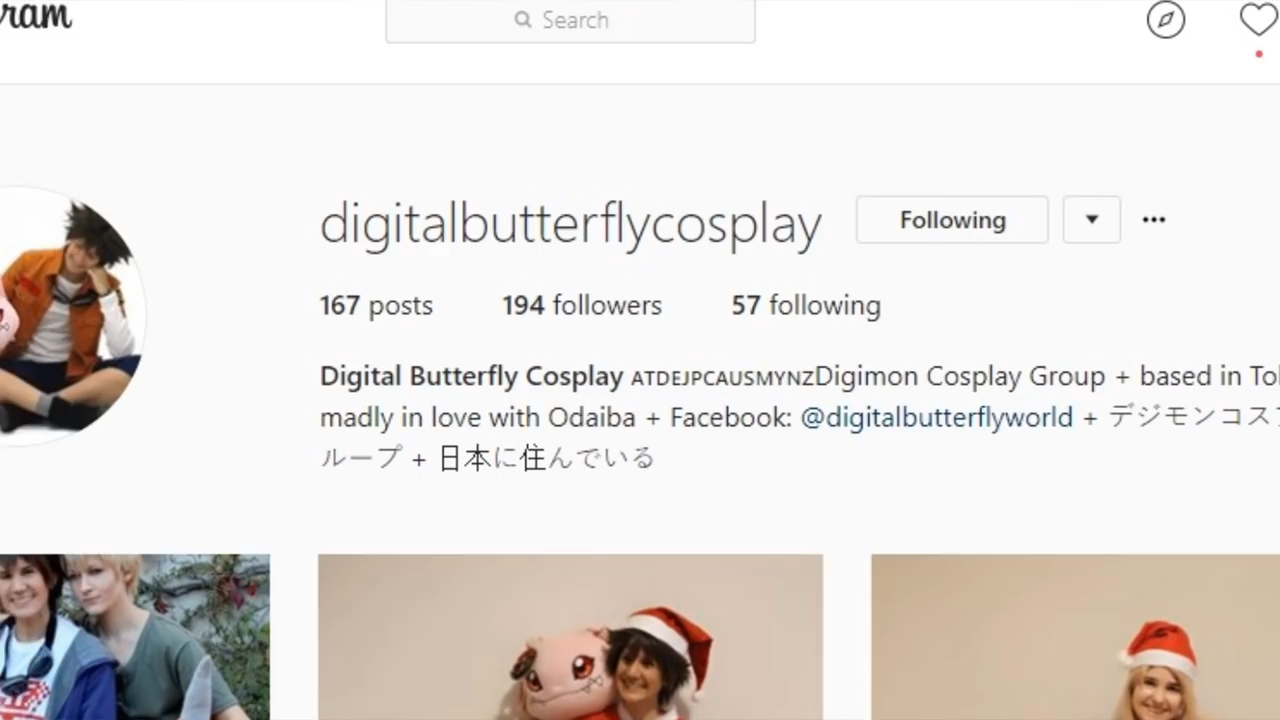 ram
Search
digitalbutterflycosplay Following
167 posts 194 followers 57 following
Digital Butterfly Cosplay ATDEJPCAUSMYNZDigimon Cosplay Group + based in
madly in love with Odaiba + Facebook: @digitalbutterflyworld + デジモンコス
ループ + 日本に住んでいる